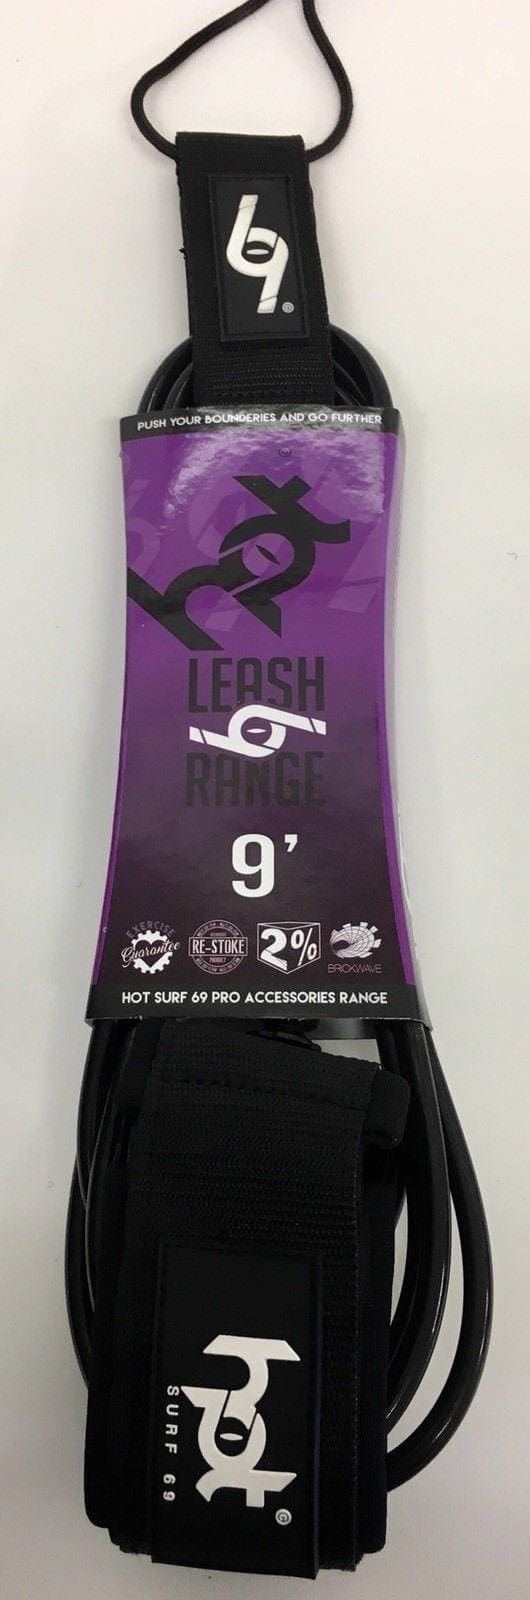 69
PUSH YOUR BOUNDERIES AND GO FURTHER
hot
LEASH
69
RANGE
9'
EXERCISE
Guarantee
RE-STOKE
PRODUCT
2%
BRCKWAVE
HOT SURF 69 PRO ACCESSORIES RANGE
hot
SURF 69
©